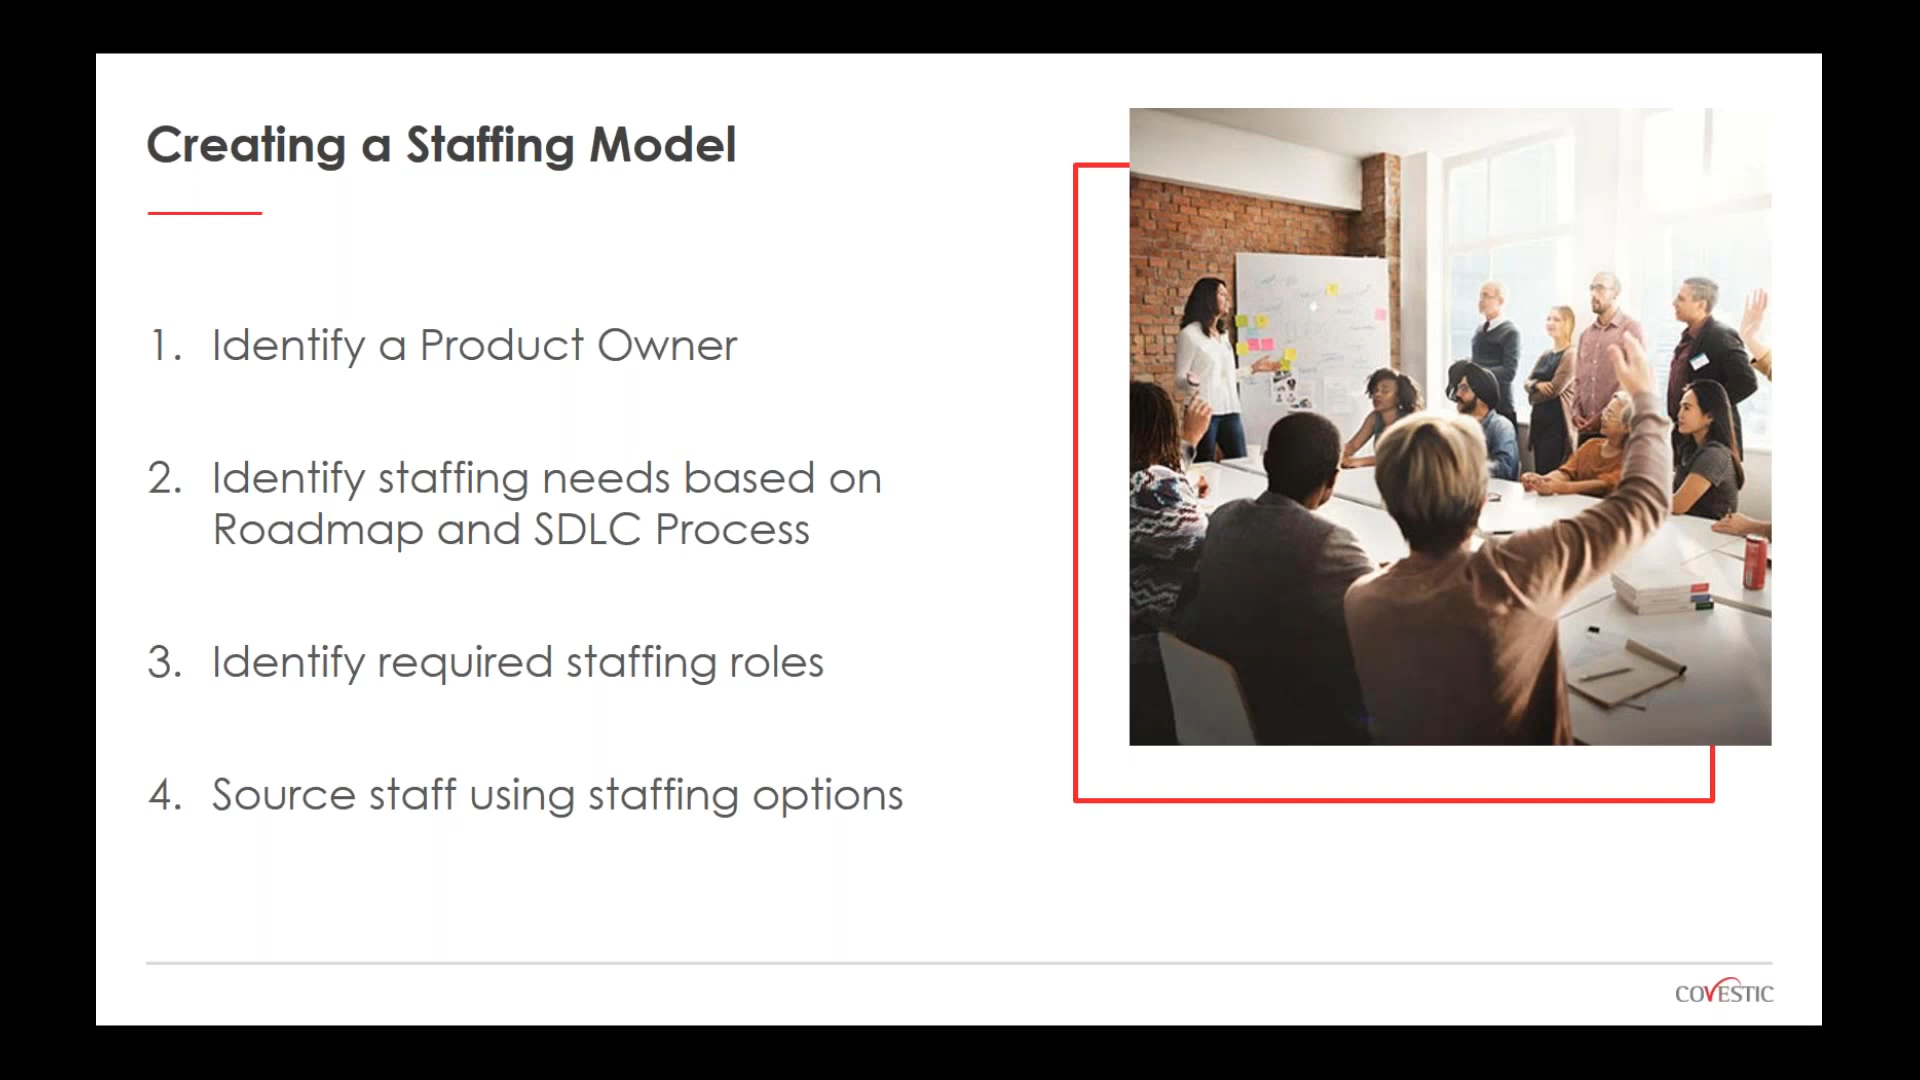 Creating a Staffing Model
1. Identify a Product Owner
2. Identify staffing needs based on
Roadmap and SDLC Process
3. Identify required staffing roles
4. Source staff using staffing options
COVESTIC